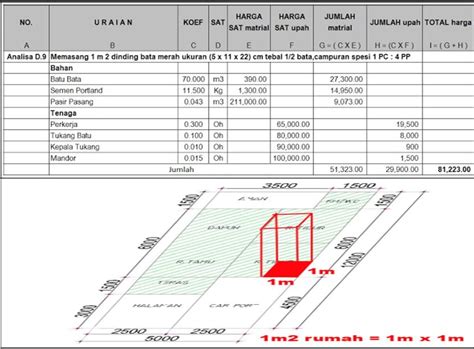 NO. URAIAN KOEF SAT HARGA SAT matrial HARGA SAT upah JUMLAH matrial JUMLAH upah TOTAL harga
A B C D E F G = ( C X E ) H = ( C X F ) I = ( G + H )
Analisa D.9 Memasang 1 m 2 dinding bata merah ukuran (5 x 11 x 22) cm tebal 1/2 bata,campuran spesi 1 PC : 4 PP
Bahan
Batu Bata 70.000 m3 390.00 27,300.00
Semen Portland 11.500 Kg 1,300.00 14,950.00
Pasir Pasang 0.043 m3 211,000.00 9,073.00
Tenaga
Perkerja 0.300 Oh 65,000.00 19,500
Tukang Batu 0.100 Oh 80,000.00 8,000
Kepala Tukang 0.010 Oh 90,000.00 900
Mandor 0.015 Oh 100,000.00 1,500
Jumlah 51,323.00 29,900.00 81,223.00
3500 1500
1500 1500
DAPUR
6000
R.TAMU
12000
1m
1m
TERAS
3000
HALAMAN CAR PORT
4500
2500 2500
5000
1m2 rumah = 1m x 1m